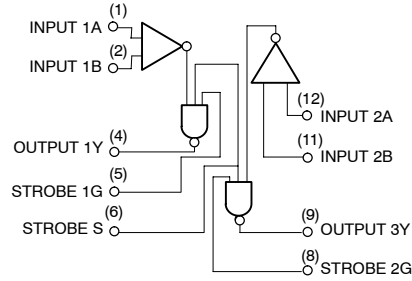 (1)
INPUT 1A
(2)
INPUT 1B
(12)
INPUT 2A
(11)
INPUT 2B
(4)
OUTPUT 1Y
(5)
STROBE 1G
(6)
STROBE S
(9)
OUTPUT 3Y
(8)
STROBE 2G